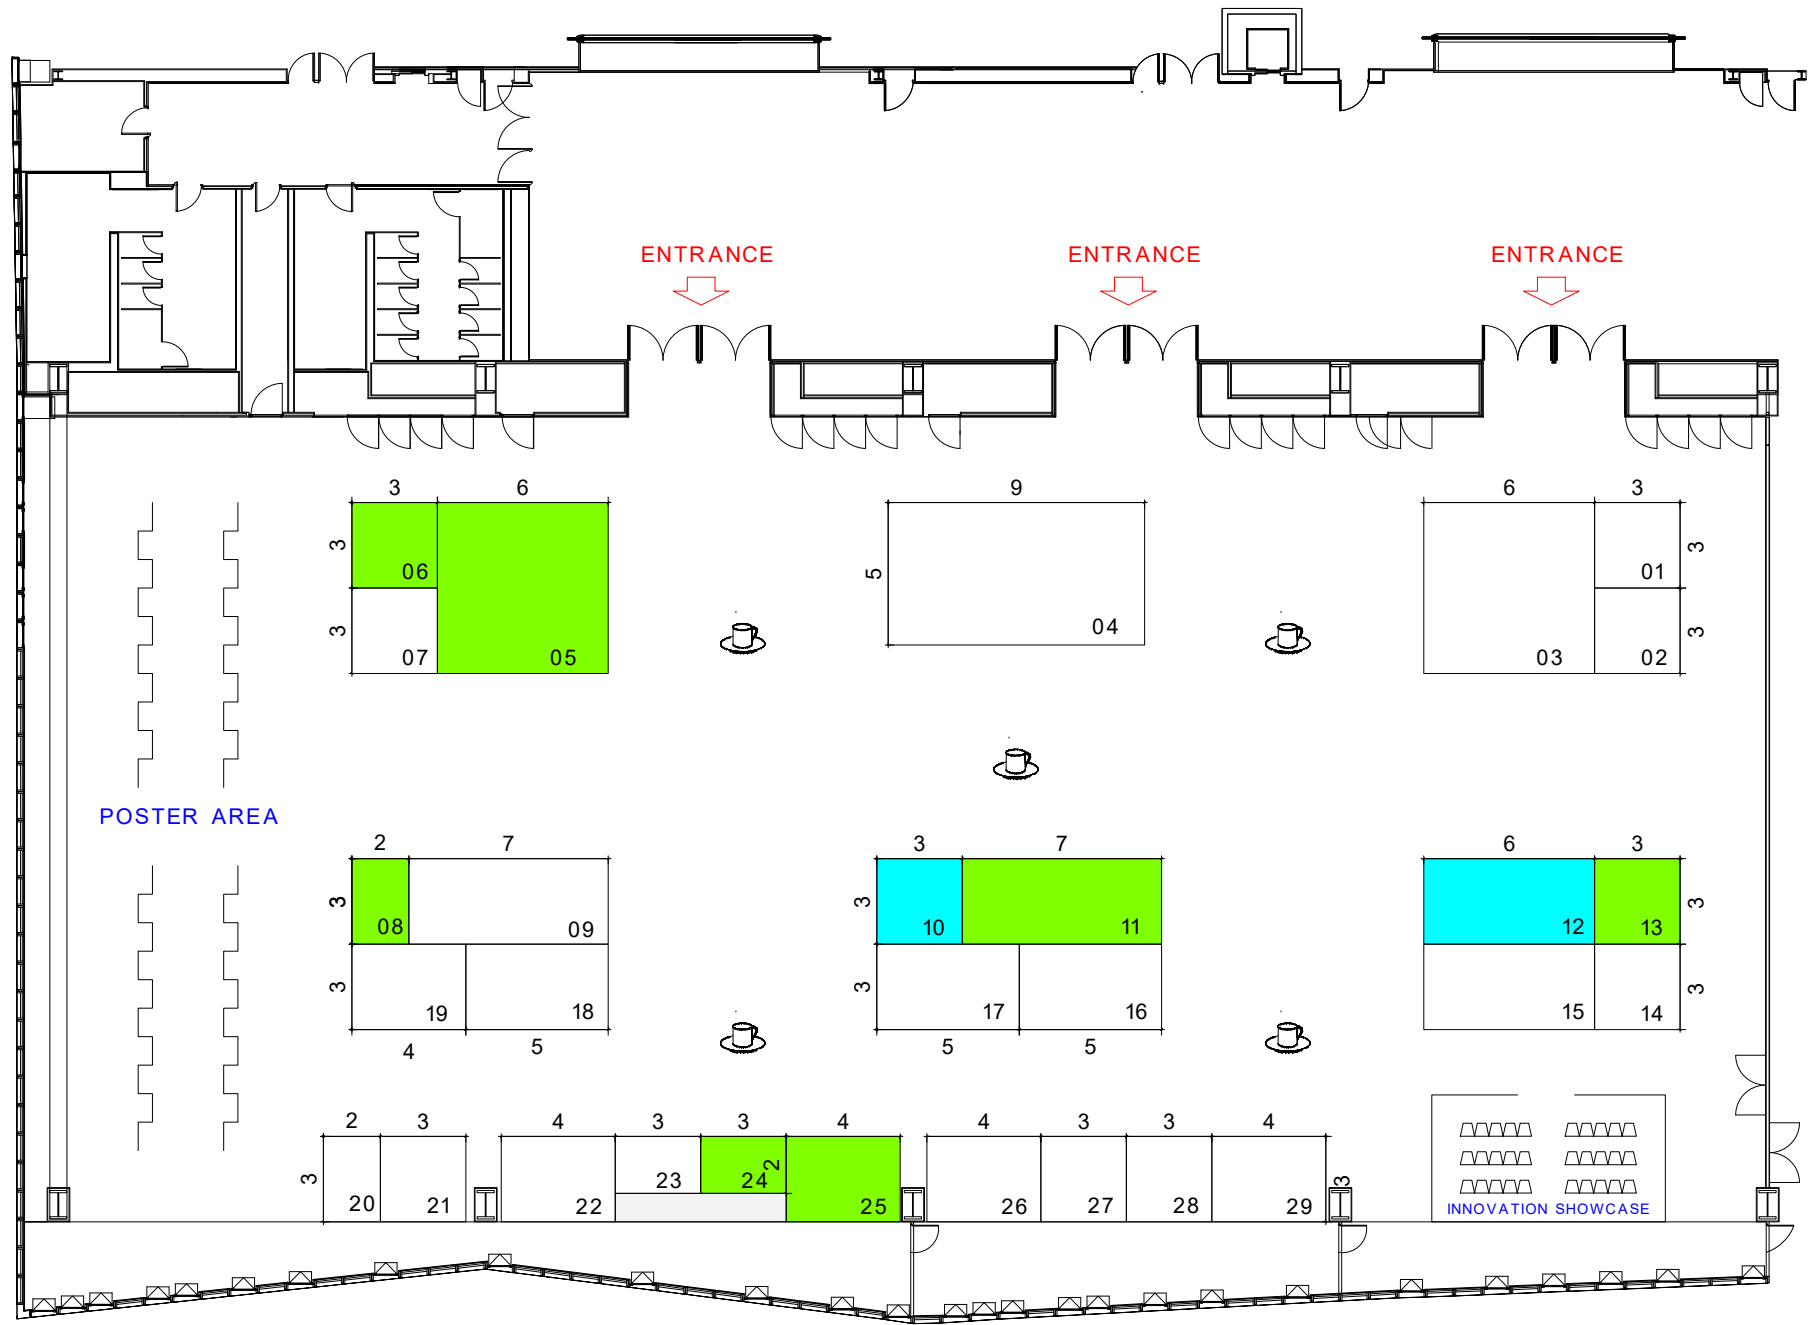 ENTRANCE ENTRANCE ENTRANCE
3 6 9 6 3
3 06 5 3 01
3 07 05 04 03 02 3
POSTER AREA
2 7 3 7 6 3
3 08 09 3 10 11 12 13 3
3 19 18 3 17 16 15 14 3
4 5 5 5
2 3 4 3 3 4 4 3 3 4
3 20 21 22 23 24 2 25 26 27 28 29 3
INNOVATION SHOWCASE